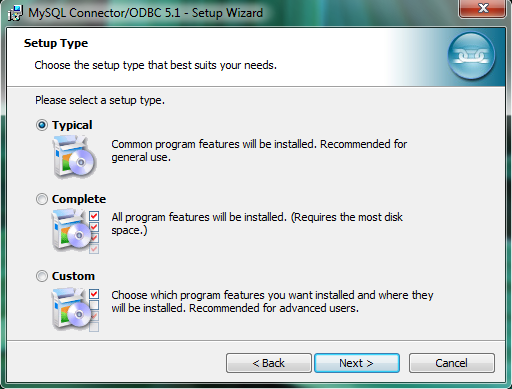 MySQL Connector/ODBC 5.1 - Setup Wizard
Setup Type
Choose the setup type that best suits your needs.
Please select a setup type.
Typical
Common program features will be installed. Recommended for
general use.
Complete
All program features will be installed. (Requires the most disk
space.)
Custom
Choose which program features you want installed and where they
will be installed. Recommended for advanced users.
< Back
Next >
Cancel